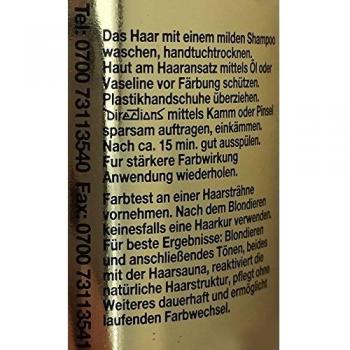 Das Haar mit einem milden Shampoo
waschen, handtuchtrocknen.
Haut am Haaransatz mittels Öl oder
Vaseline vor Färbung schützen.
Plastikhandschuhe überziehen.
Directions mittels Kamm oder Pinsel
sparsam auftragen, einkämmen.
Nach ca. 15 min. gut ausspülen.
Fur stärkere Farbwirkung
Anwendung wiederholen.
Farbtest an einer Haarsträhne
vornehmen. Nach dem Blondieren
keinesfalls eine Haarkur verwenden.
Für beste Ergebnisse: Blondieren
und anschließendes Tönen, beides
mit der Haarsauna, reaktiviert die
natürliche Haarstruktur, pflegt ohne
Weiteres dauerhaft und ermöglicht
laufenden Farbwechsel.
Tel: 0700 73113540 Fax: 0700 73113541